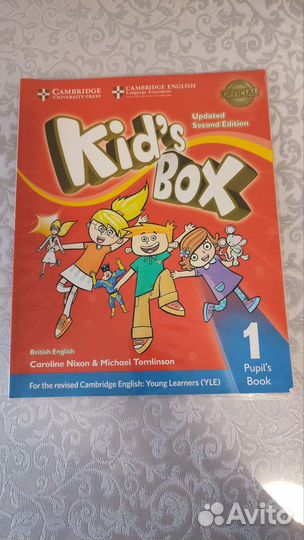 CAMBRIDGE
UNIVERSITY PRESS
CAMBRIDGE ENGLISH
Language Assessment
OFFICIAL
Updated
Second Edition
Kid's
BOX
British English
Caroline Nixon & Michael Tomlinson
1
Pupil's
Book
For the revised Cambridge English: Young Learners (YLE)
Avito